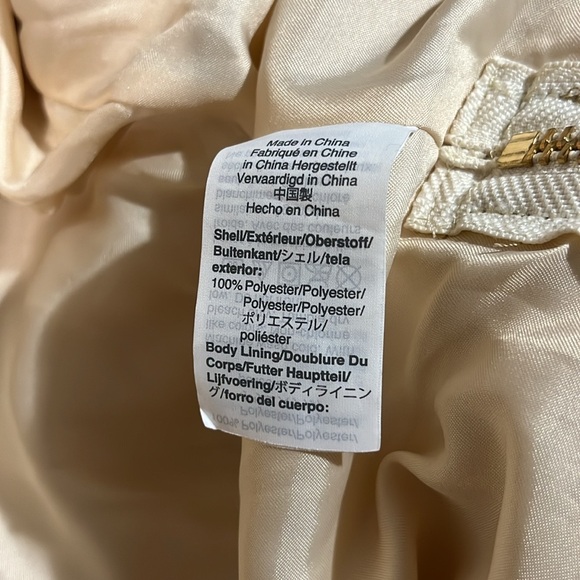 Made in China
Fabriqué en Chine
in China Hergestellt
Vervaardigd in China
中国製
Hecho en China
Shell/Extérieur/Oberstoff/
Buitenkant/シェル/tela
exterior:
100% Polyester/Polyester/
Polyester/Polyester/
ポリエステル/
poliéster
Body Lining/Doublure Du
Corps/Futter Hauptteil/
Lijfvoering/ボディライニン
グ/forro del cuerpo:
100% Polyester/Polyester/